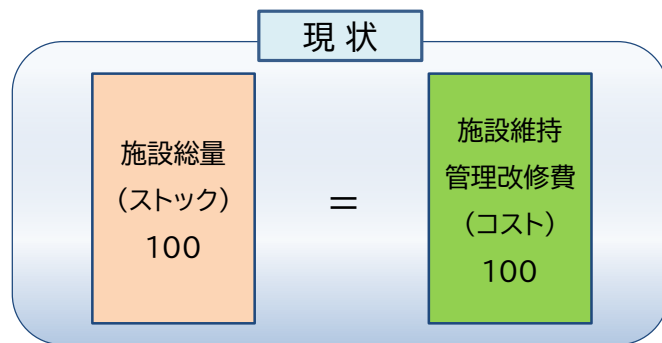 現 状
施設総量
（ストック）
100
＝
施設維持
管理改修費
（コスト）
100